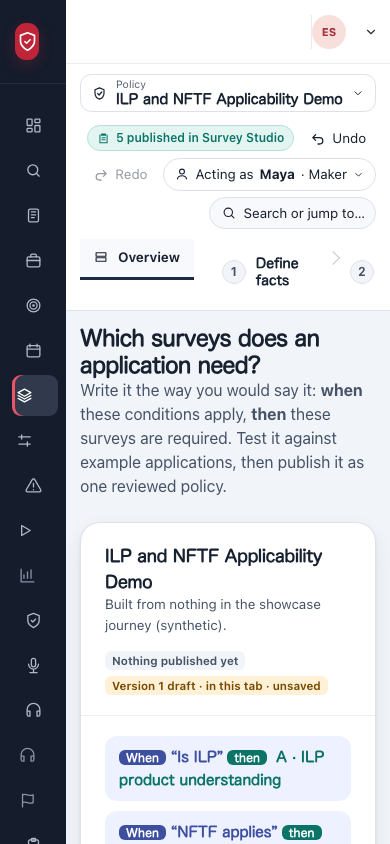 ES
Policy
ILP and NFTF Applicability Demo
5 published in Survey Studio
Undo
Redo
Acting as Maya · Maker
Search or jump to...
Overview
1
Define
facts
2
Which surveys does an
application need?
Write it the way you would say it: when
these conditions apply, then these
surveys are required. Test it against
example applications, then publish it as
one reviewed policy.
ILP and NFTF Applicability
Demo
Built from nothing in the showcase
journey (synthetic).
Nothing published yet
Version 1 draft · in this tab · unsaved
When “Is ILP” then A · ILP
product understanding
When “NFTF applies” then